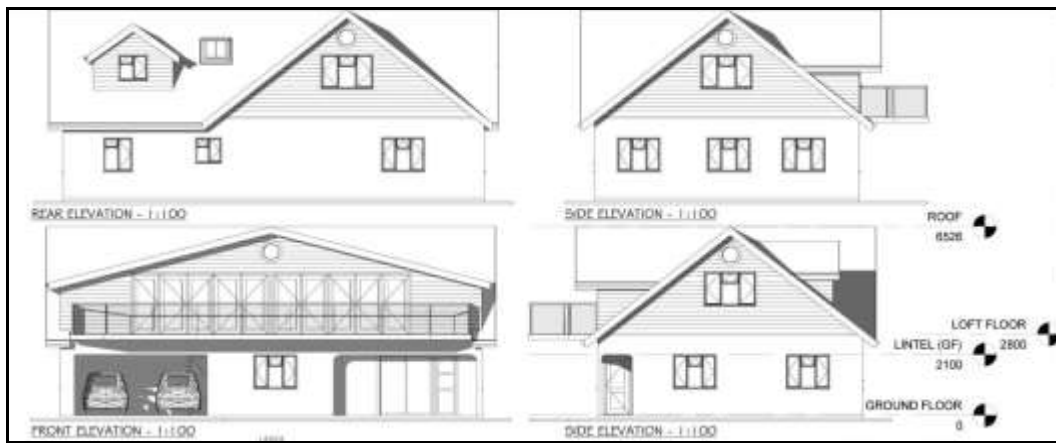 REAR ELEVATION - 1:100
SIDE ELEVATION - 1:100
ROOF
6526
LOFT FLOOR
2800
LINTEL (GF)
2100
GROUND FLOOR
0
FRONT ELEVATION - 1:100
SIDE ELEVATION - 1:100